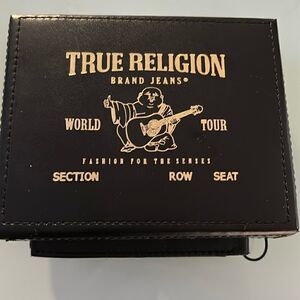 TRUE RELIGION
BRAND JEANS®
WORLD TOUR
FASHION FOR THE SENSES
SECTION ROW SEAT